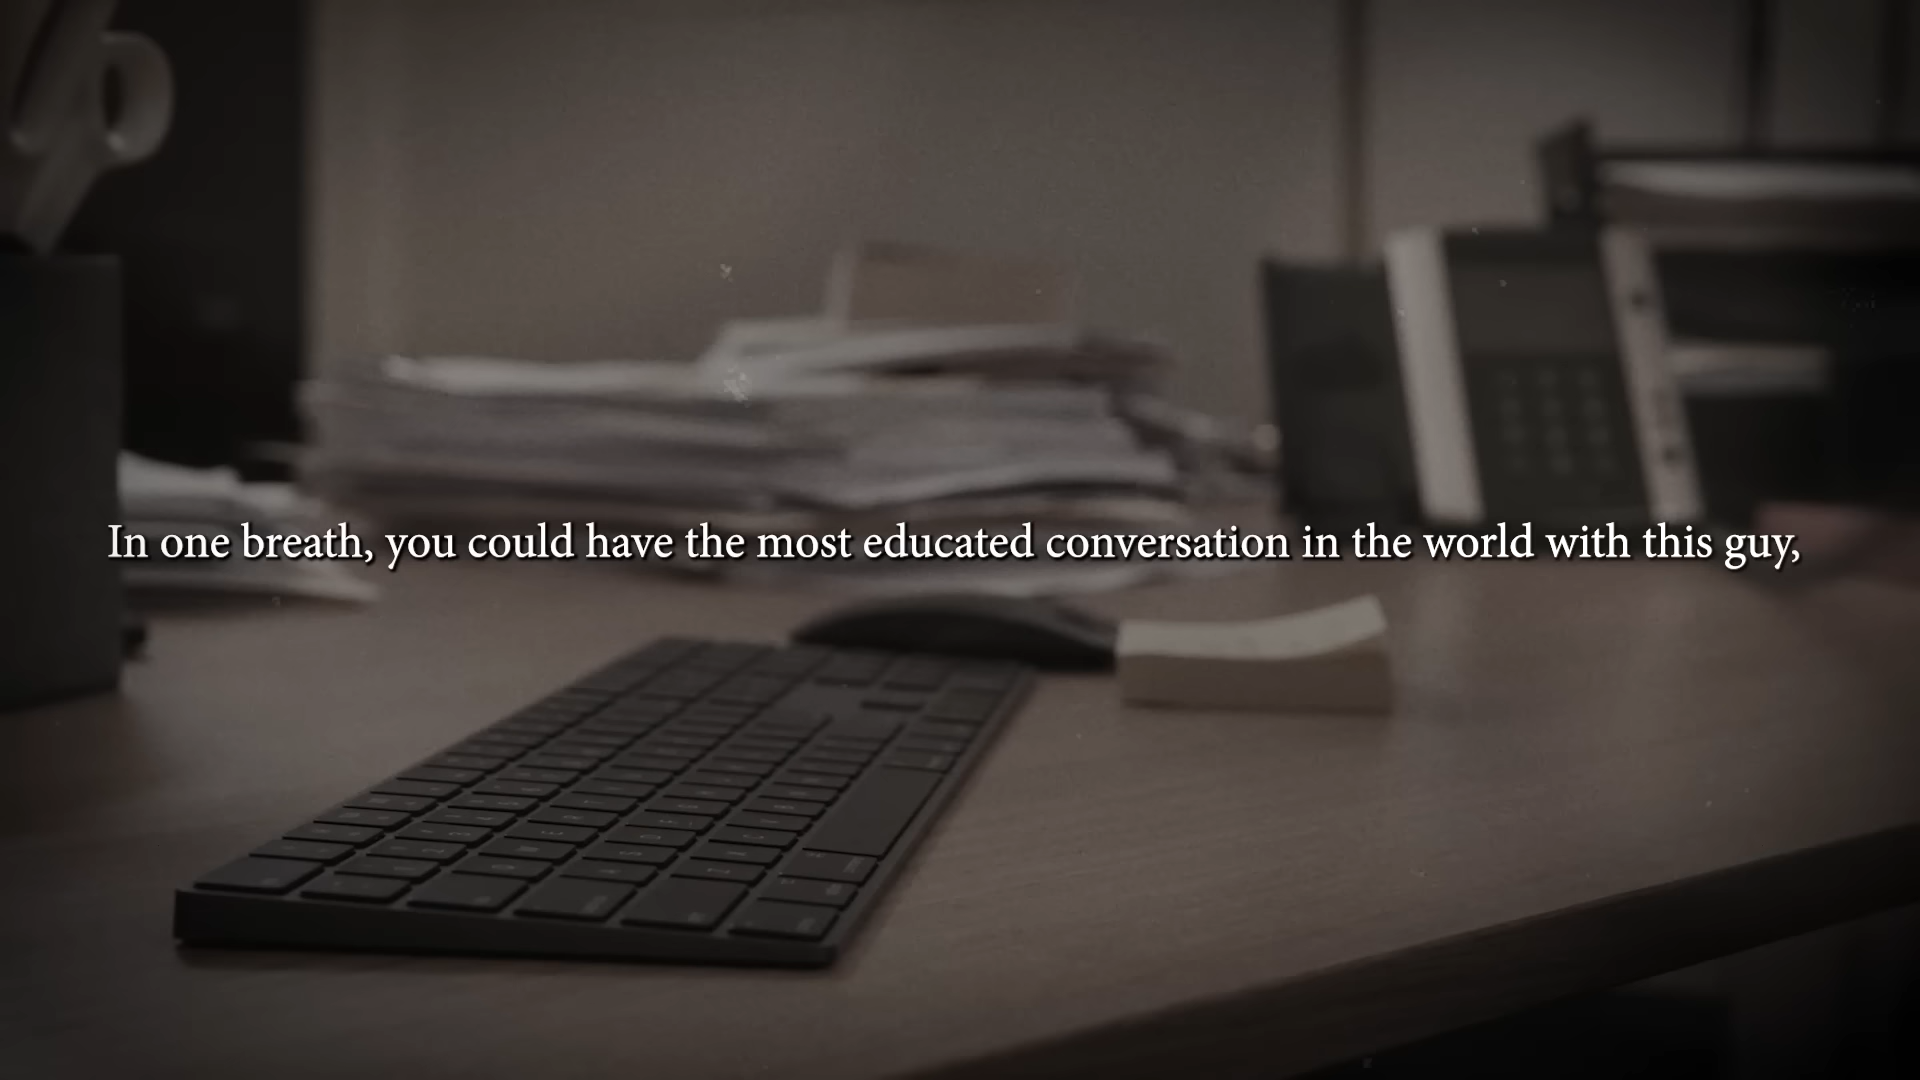 In one breath, you could have the most educated conversation in the world with this guy,